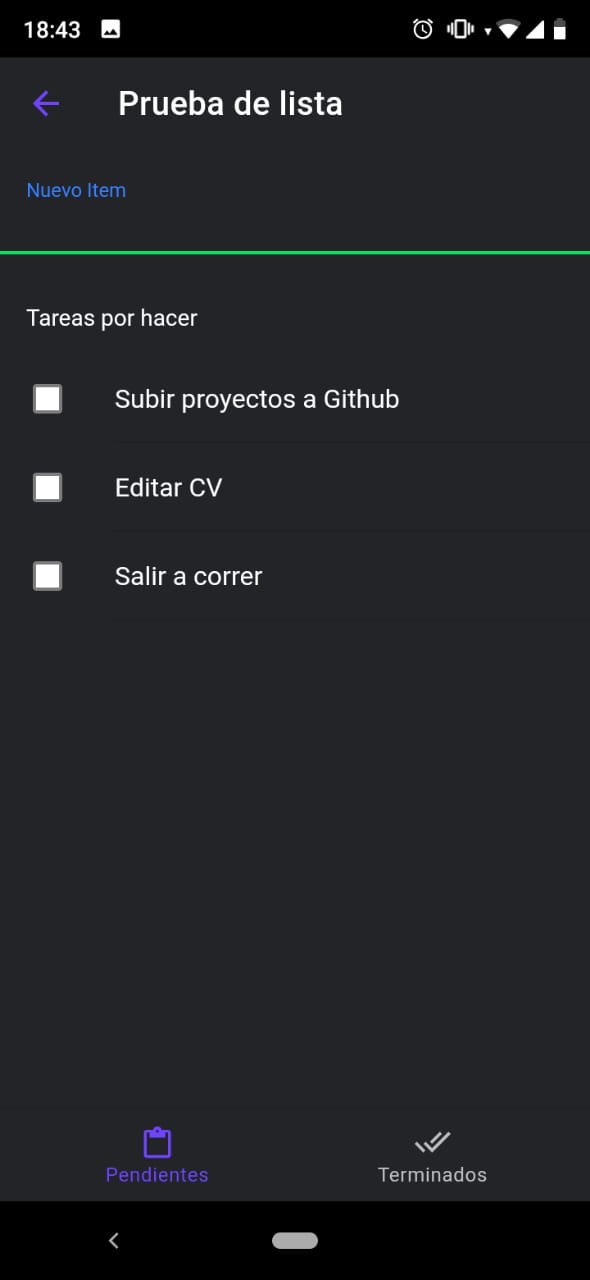 18:43
Prueba de lista
Nuevo Item
Tareas por hacer
Subir proyectos a Github
Editar CV
Salir a correr
Pendientes
Terminados